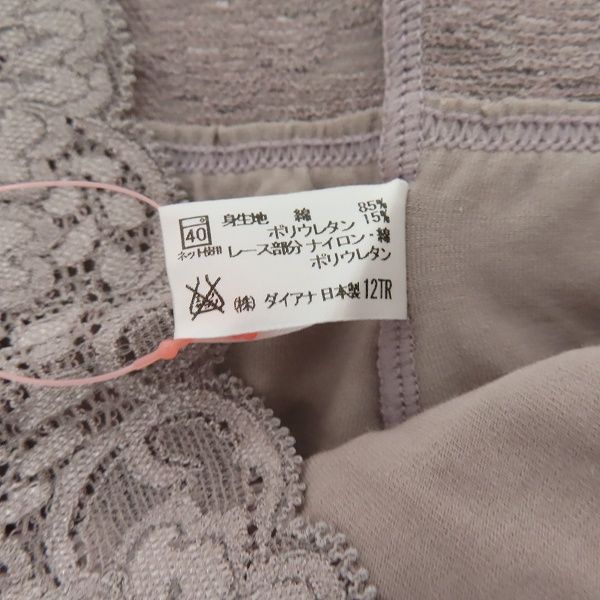 身生地 綿 85%
ポリウレタン 15%
40
ネット使用
レース部分 ナイロン・綿
ポリウレタン
(株) ダイアナ 日本製 12TR